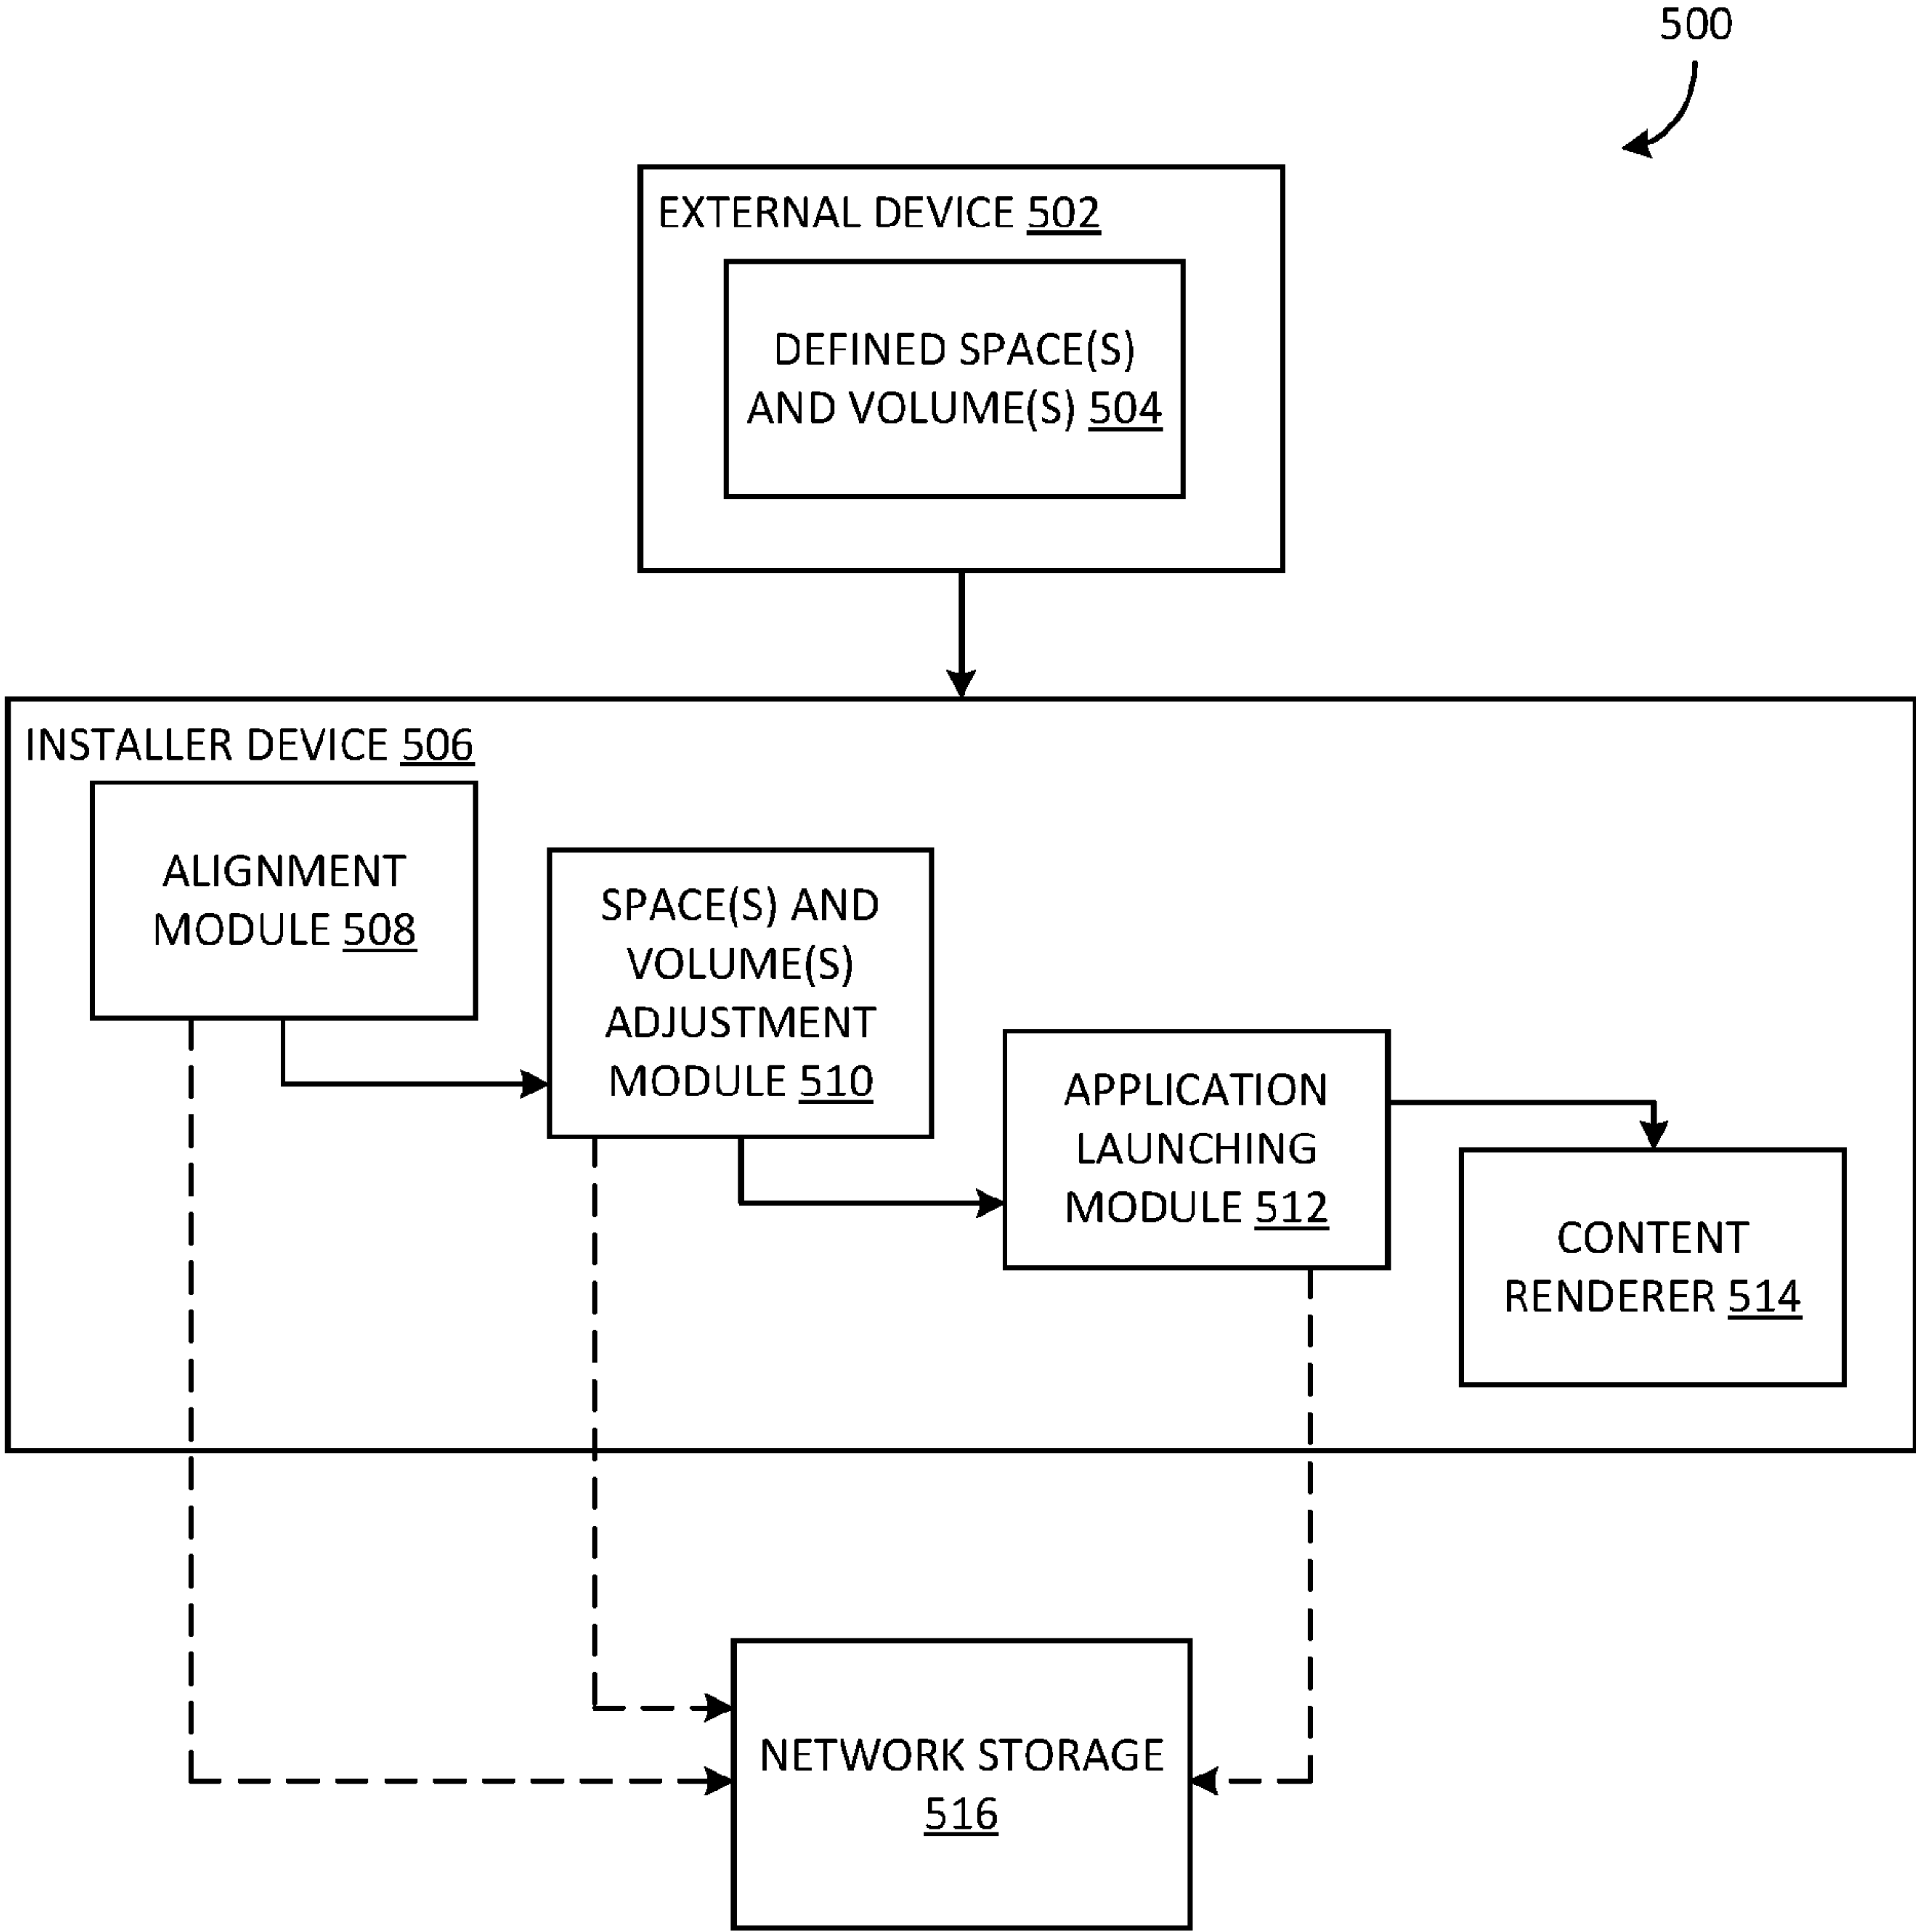 500
EXTERNAL DEVICE 502
DEFINED SPACE(S)
AND VOLUME(S) 504
INSTALLER DEVICE 506
ALIGNMENT
MODULE 508
SPACE(S) AND
VOLUME(S)
ADJUSTMENT
MODULE 510
APPLICATION
LAUNCHING
MODULE 512
CONTENT
RENDERER 514
NETWORK STORAGE
516